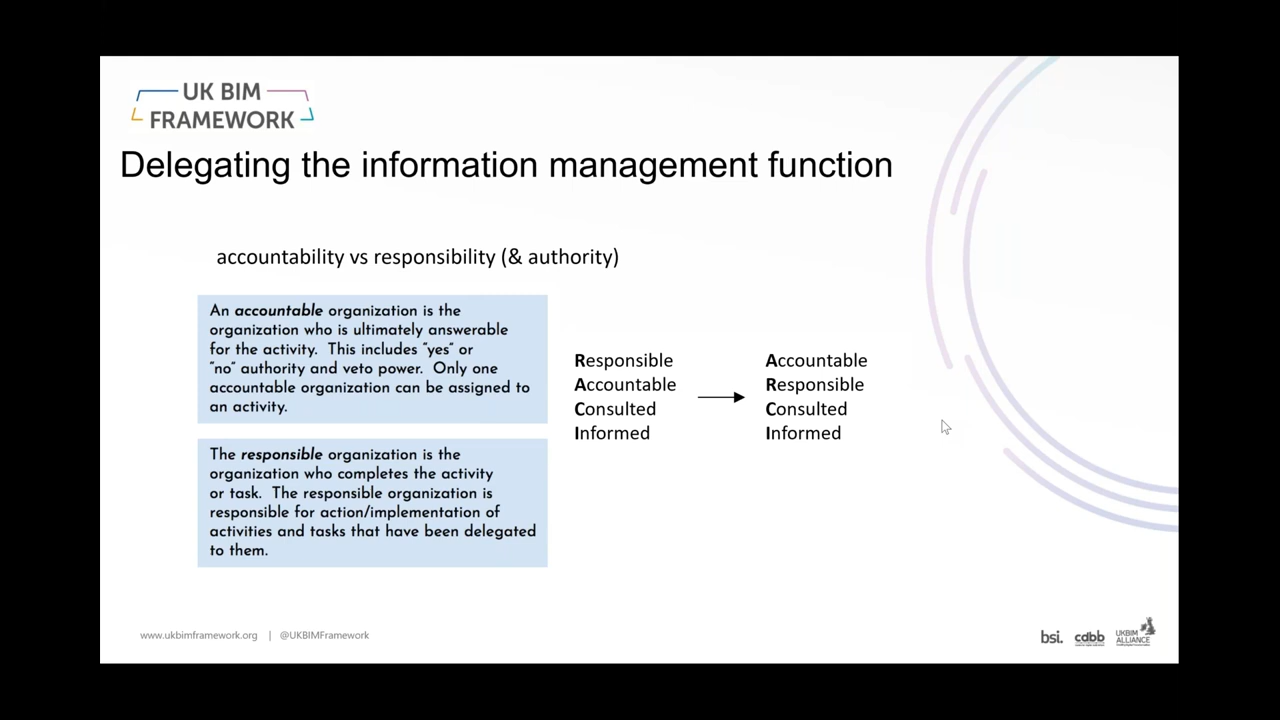 UK BIM
FRAMEWORK
Delegating the information management function
accountability vs responsibility (& authority)
An accountable organization is the
organization who is ultimately answerable
for the activity.  This includes "yes" or
"no" authority and veto power.  Only one
accountable organization can be assigned to
an activity.
The responsible organization is the
organization who completes the activity
or task.  The responsible organization is
responsible for action/implementation of
activities and tasks that have been delegated
to them.
Responsible
Accountable
Consulted
Informed
Accountable
Responsible
Consulted
Informed
www.ukbimframework.org | @UKBIMFramework
bsi.
cdbb
UKBIM
ALLIANCE